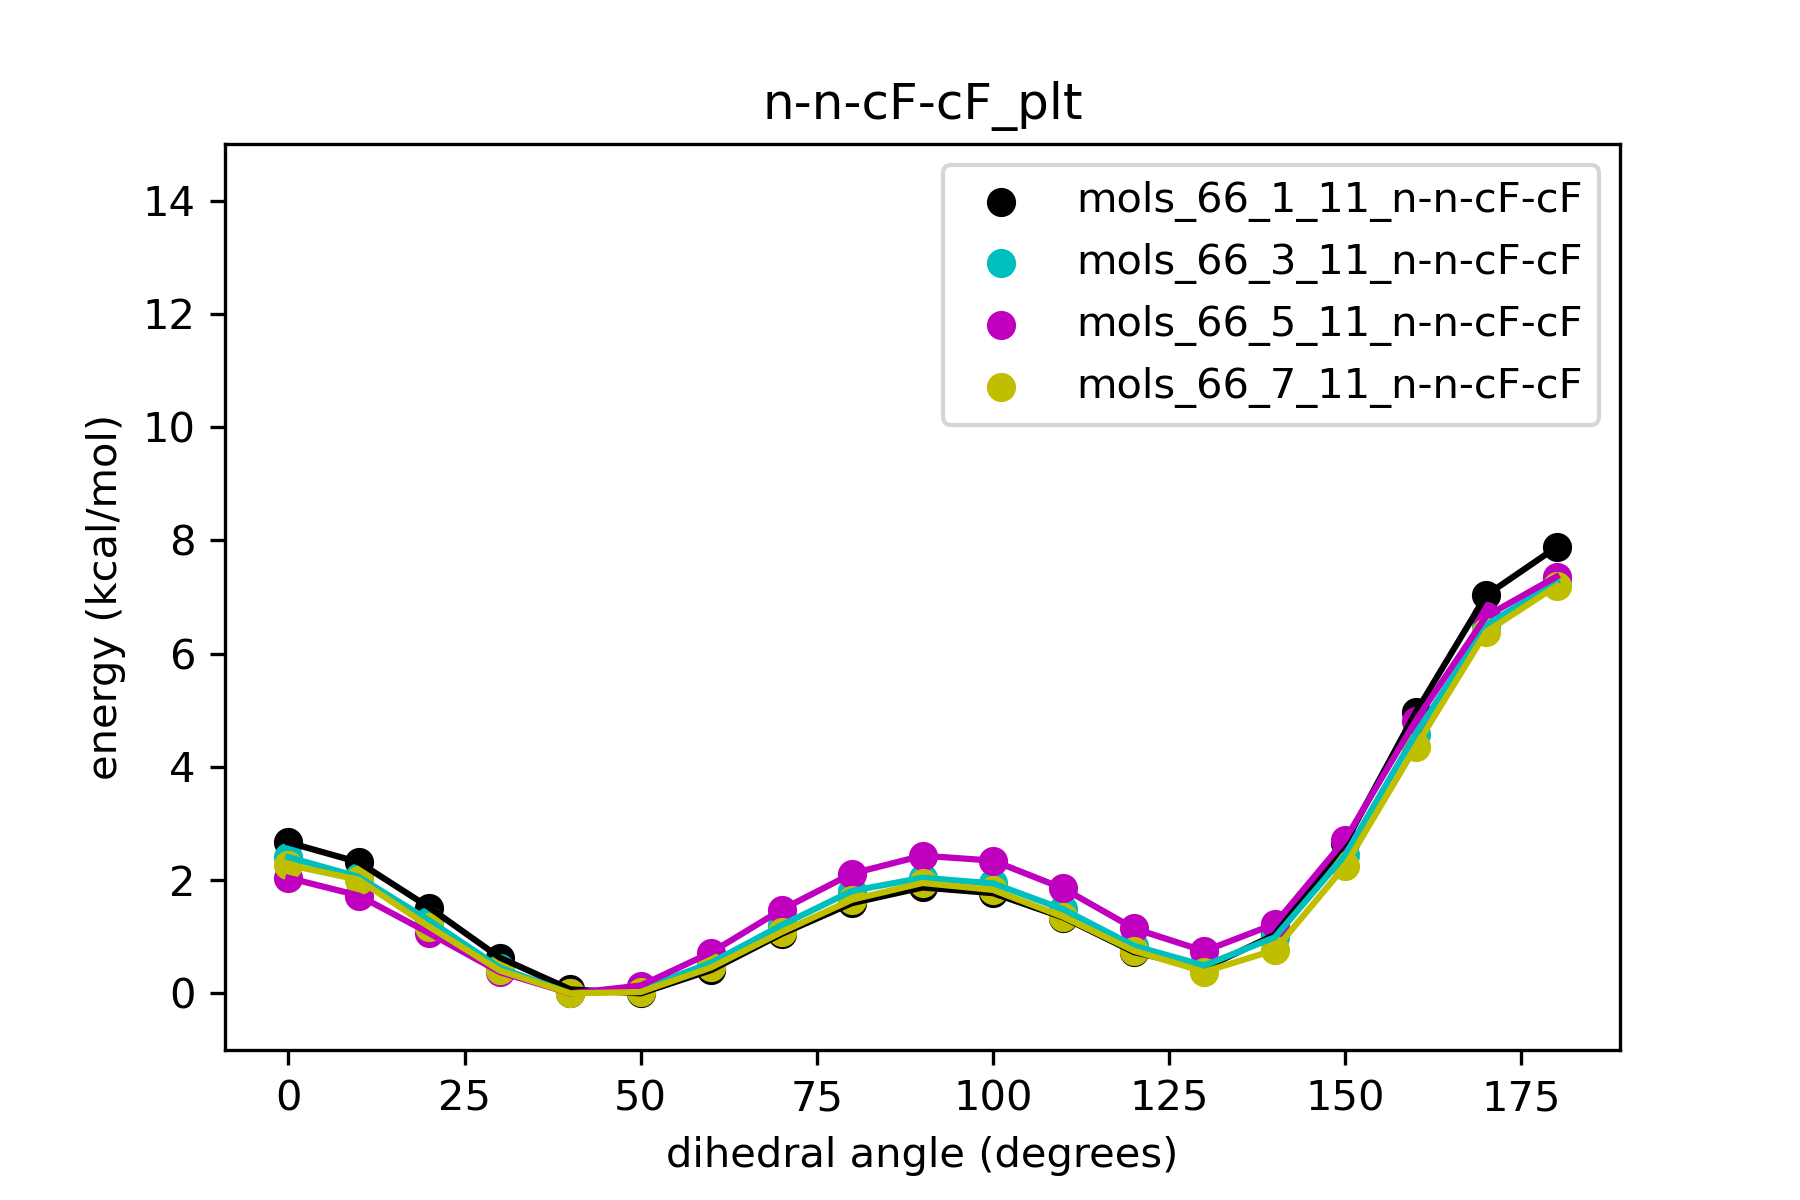 n-n-cF-cF_plt
mols_66_1_11_n-n-cF-cF
mols_66_3_11_n-n-cF-cF
mols_66_5_11_n-n-cF-cF
mols_66_7_11_n-n-cF-cF
energy (kcal/mol)
14
12
10
8
6
4
2
0
0 25 50 75 100 125 150 175
dihedral angle (degrees)